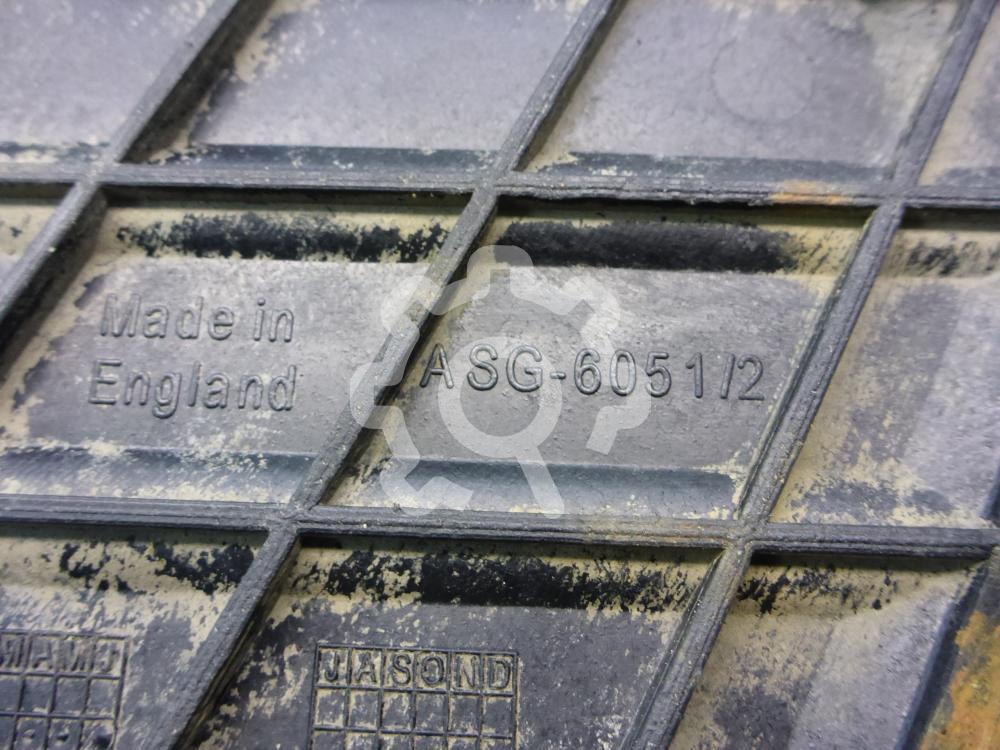 Made in
England
ASG-6051/2
JASOND